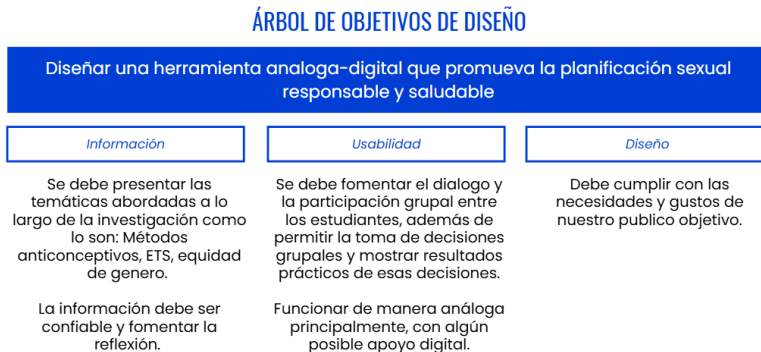 ÁRBOL DE OBJETIVOS DE DISEÑO
Diseñar una herramienta analoga-digital que promueva la planificación sexual
responsable y saludable
Información
Se debe presentar las
temáticas abordadas a lo
largo de la investigación como
lo son: Métodos
anticonceptivos, ETS, equidad
de genero.
La información debe ser
confiable y fomentar la
reflexión.
Usabilidad
Se debe fomentar el dialogo y
la participación grupal entre
los estudiantes, además de
permitir la toma de decisiones
grupales y mostrar resultados
prácticos de esas decisiones.
Funcionar de manera análoga
principalmente, con algún
posible apoyo digital.
Diseño
Debe cumplir con las
necesidades y gustos de
nuestro publico objetivo.